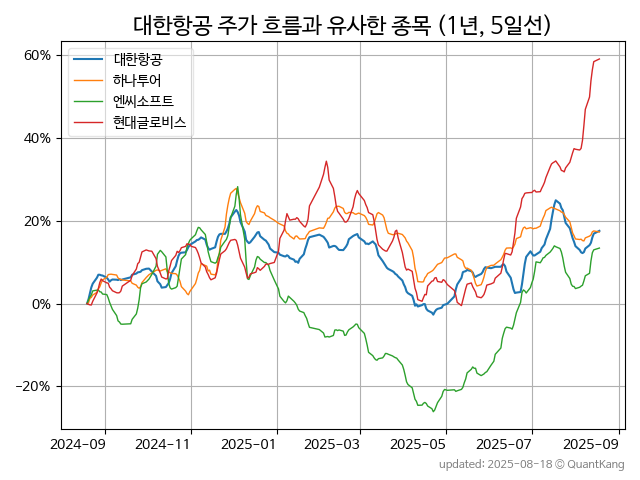 대한항공 주가 흐름과 유사한 종목 (1년, 5일선)
대한항공
하나투어
엔씨소프트
현대글로비스
60%
40%
20%
0%
−20%
2024-09 2024-11 2025-01 2025-03 2025-05 2025-07 2025-09
updated: 2025-08-18 © QuantKang